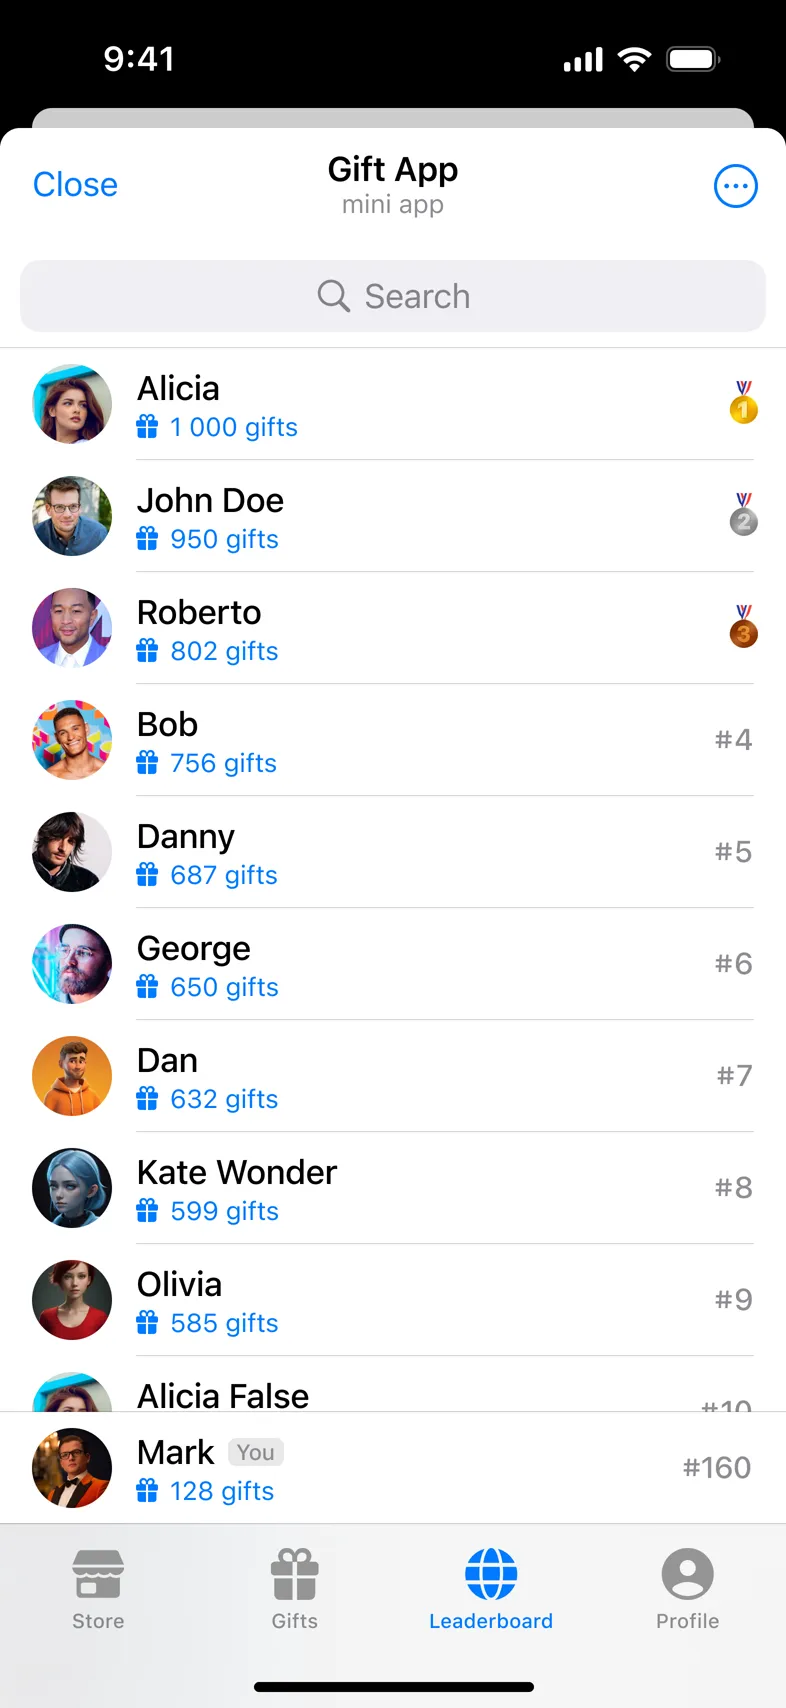 9:41
Close
Gift App
mini app
Search
Alicia
1 000 gifts
1
John Doe
950 gifts
2
Roberto
802 gifts
3
Bob
756 gifts
#4
Danny
687 gifts
#5
George
650 gifts
#6
Dan
632 gifts
#7
Kate Wonder
599 gifts
#8
Olivia
585 gifts
#9
Alicia False
#10
Mark You
128 gifts
#160
Store
Gifts
Leaderboard
Profile